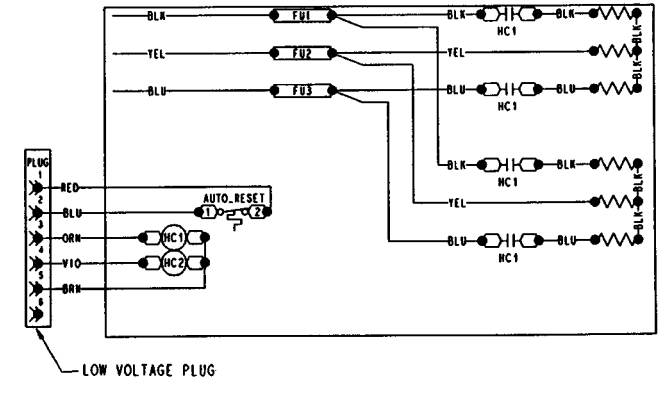 BLK FU1 BLK BLK
HC1
BLK
YEL FU2 YEL
BLK
BLU FU3 BLU BLU
HC1
PLUG
1 RED
2 BLU
3 ORN
4 VIO
5 BRN
6
AUTO.RESET
1 2
HC1
HC2
BLK BLK
HC1
BLK
YEL
BLK
BLU BLU
HC1
LOW VOLTAGE PLUG